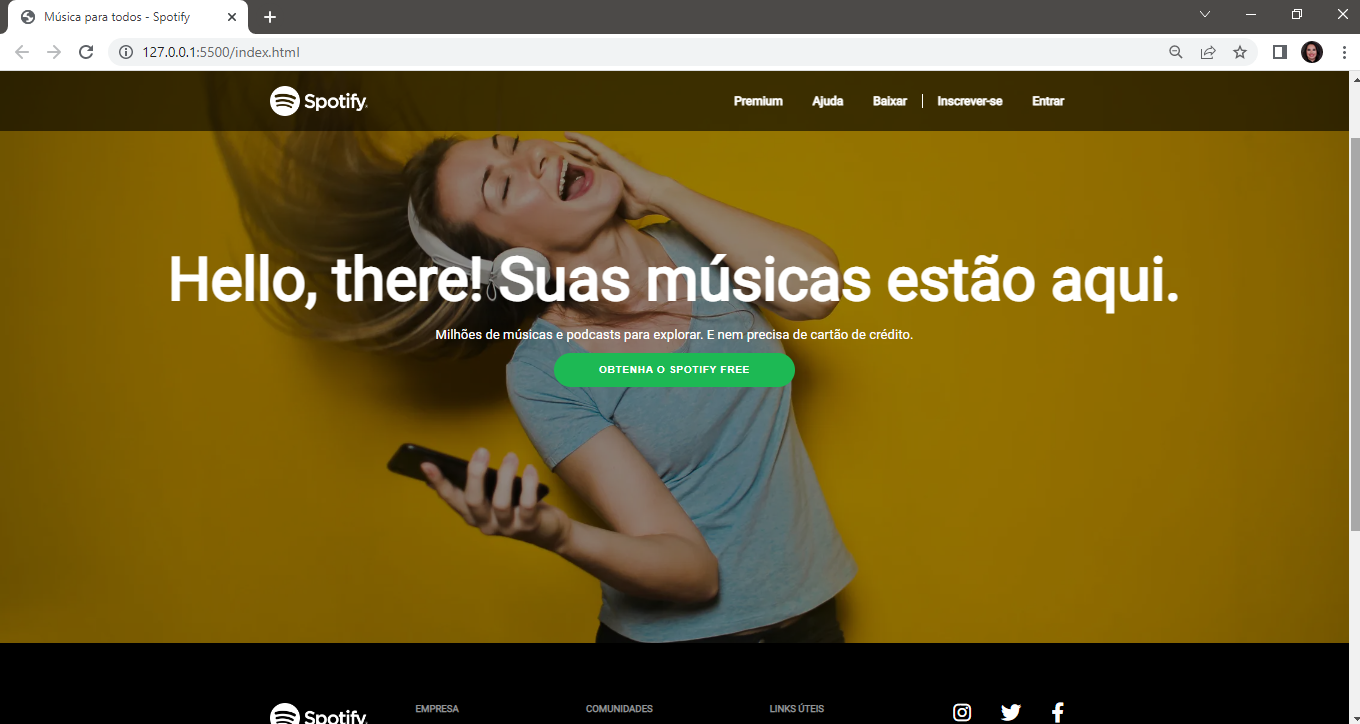 Música para todos - Spotify
127.0.0.1:5500/index.html
Spotify
Premium
Ajuda
Baixar
Inscrever-se
Entrar
Hello, there! Suas músicas estão aqui.
Milhões de músicas e podcasts para explorar. E nem precisa de cartão de crédito.
OBTENHA O SPOTIFY FREE
Spotify
EMPRESA
COMUNIDADES
LINKS ÚTEIS